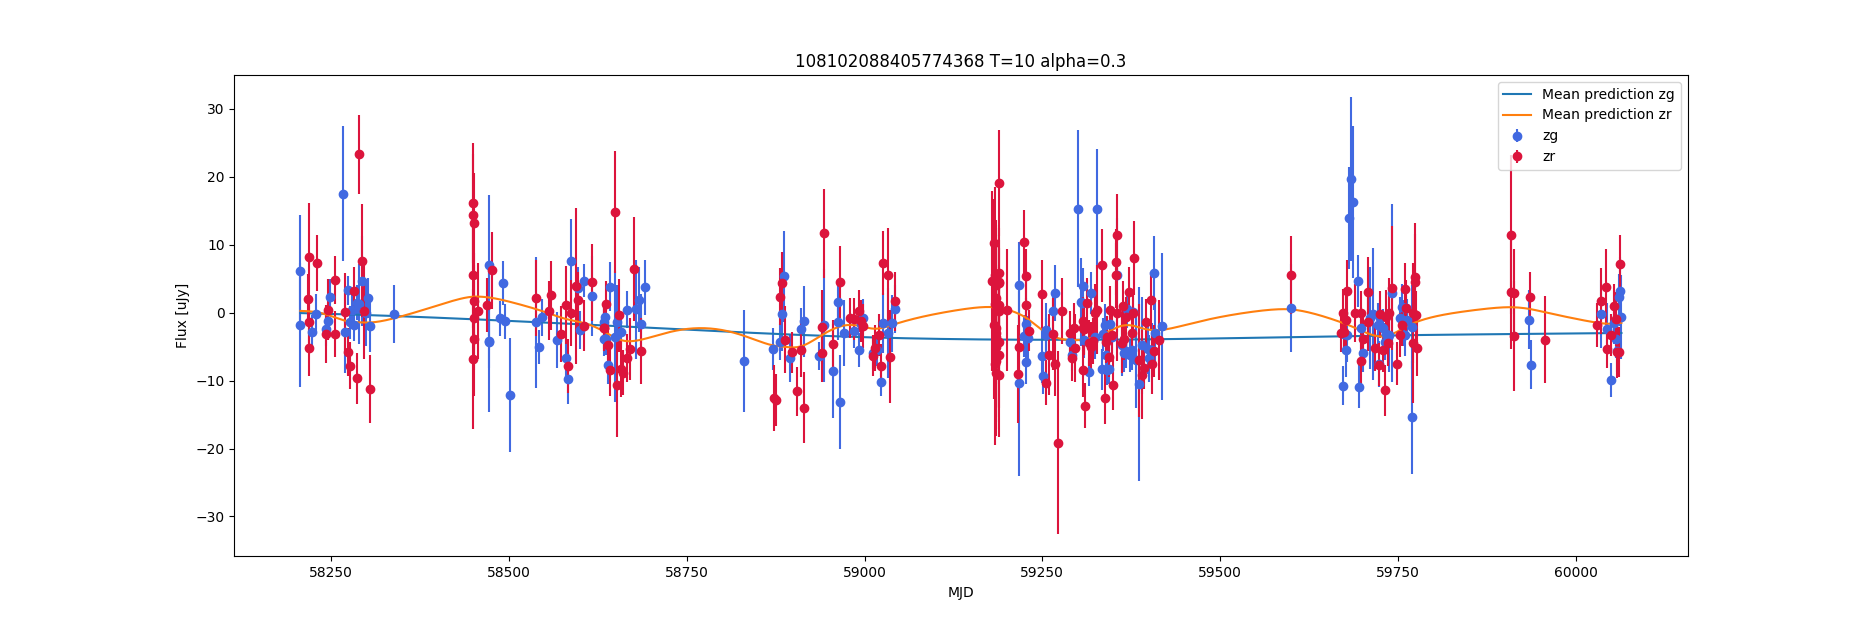 108102088405774368 T=10 alpha=0.3
Mean prediction zg
Mean prediction zr
zg
zr
Flux [uJy]
30
20
10
0
−10
−20
−30
58250 58500 58750 59000 59250 59500 59750 60000
MJD